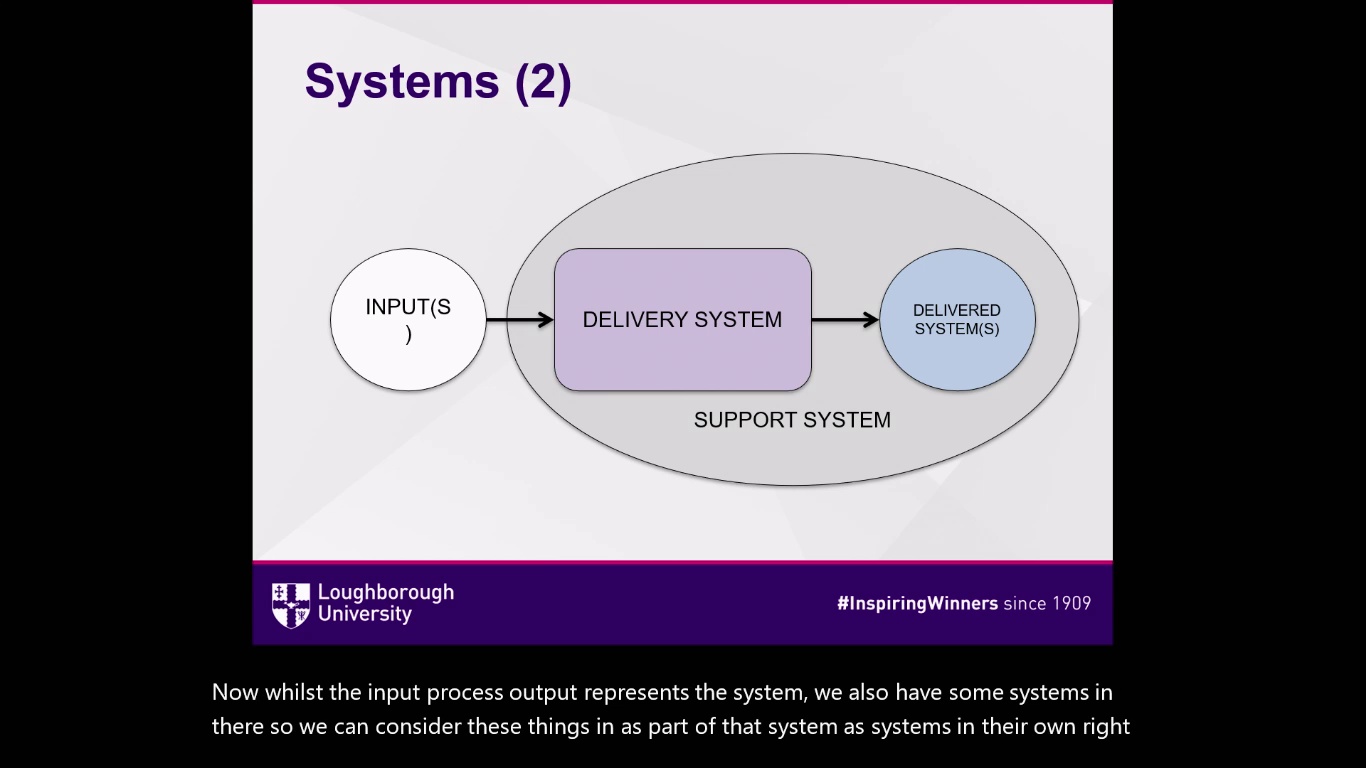 Systems (2)
INPUT(S
)
DELIVERY SYSTEM
DELIVERED
SYSTEM(S)
SUPPORT SYSTEM
Loughborough
University
#InspiringWinners since 1909
Now whilst the input process output represents the system, we also have some systems in
there so we can consider these things in as part of that system as systems in their own right